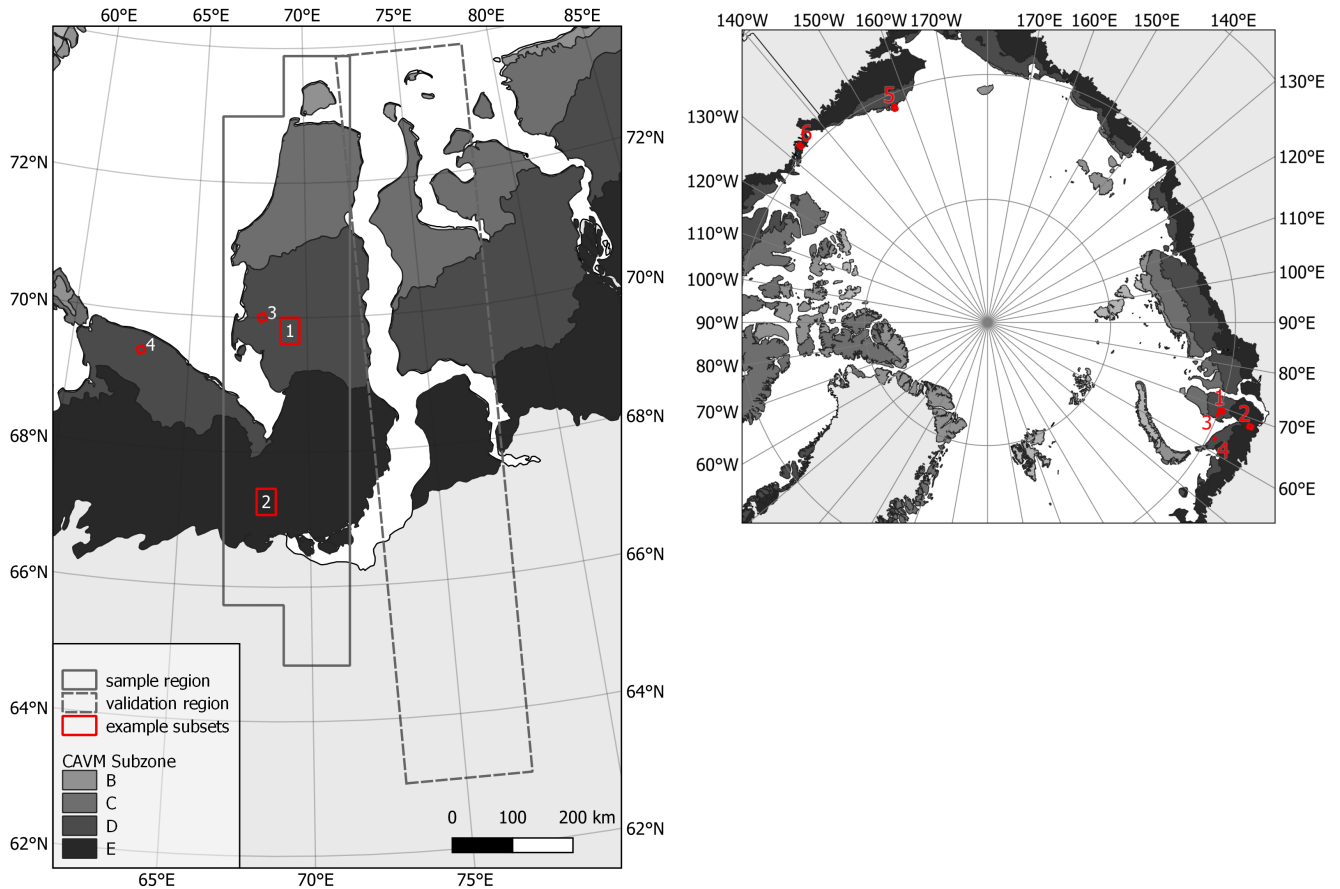 60°E 65°E 70°E 75°E 80°E 85°E
72°N
70°N
68°N
66°N
64°N
62°N
72°N
70°N
68°N
66°N
64°N
62°N
3
1
4
2
sample region
validation region
example subsets
CAVM Subzone
B
C
D
E
0 100 200 km
65°E 70°E 75°E
140°W 150°W 160°W 170°W 170°E 160°E 150°E 140°E
130°W
120°W
110°W
100°W
90°W
80°W
70°W
60°W
130°E
120°E
110°E
100°E
90°E
80°E
70°E
60°E
5
6
1
2
3
4